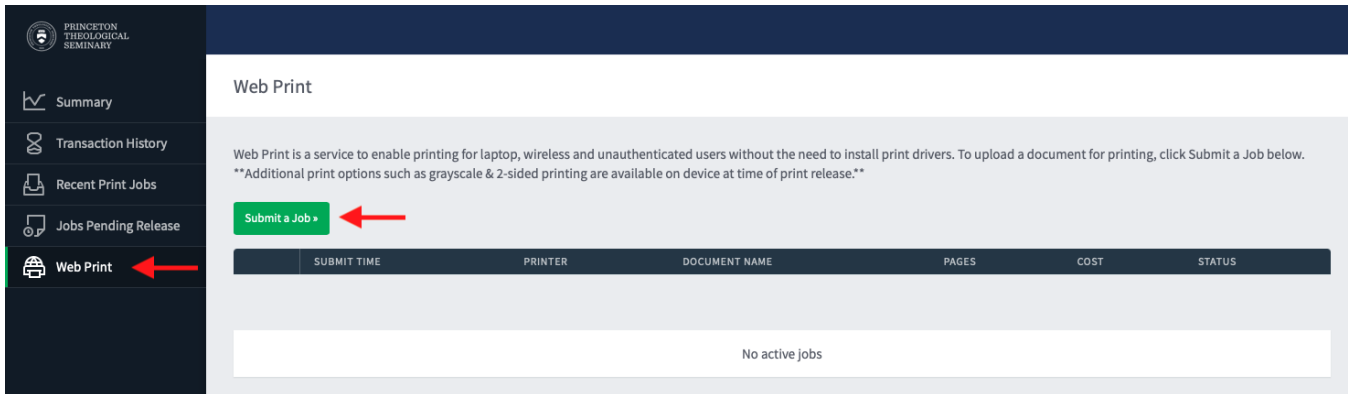 PRINCETON
THEOLOGICAL
SEMINARY
Summary
Transaction History
Recent Print Jobs
Jobs Pending Release
Web Print
Web Print
Web Print is a service to enable printing for laptop, wireless and unauthenticated users without the need to install print drivers. To upload a document for printing, click Submit a Job below.
**Additional print options such as grayscale & 2-sided printing are available on device at time of print release.**
Submit a Job »
SUBMIT TIME PRINTER DOCUMENT NAME PAGES COST STATUS
No active jobs